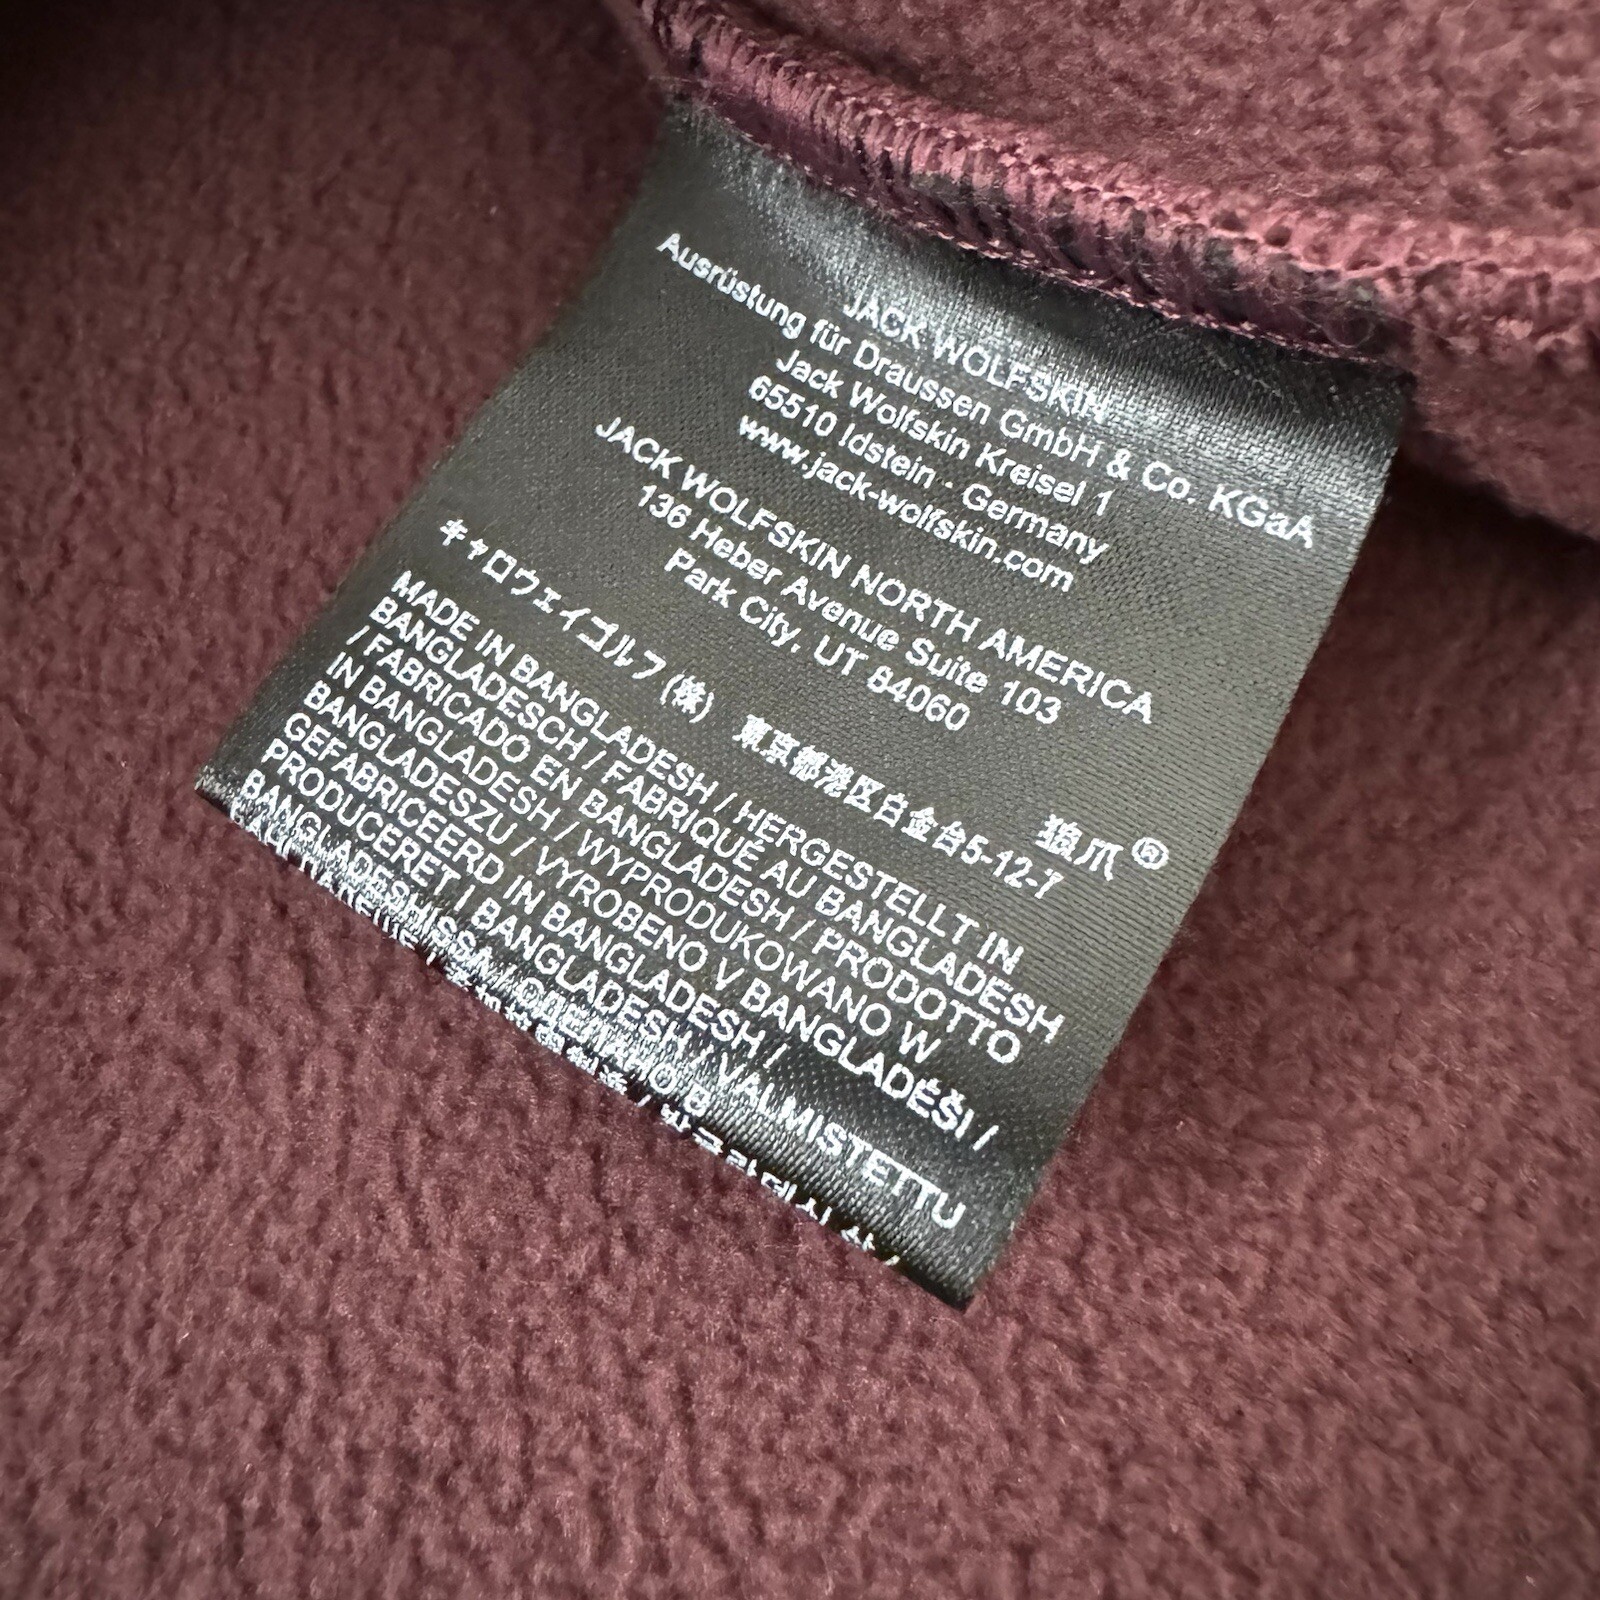 JACK WOLFSKIN
Ausrüstung für Draussen GmbH & Co. KGaA
Jack Wolfskin Kreisel 1
65510 Idstein - Germany
www.jack-wolfskin.com
JACK WOLFSKIN NORTH AMERICA
136 Heber Avenue Suite 103
Park City, UT 84060
狼爪®
キャロウェイゴルフ(株) 東京都港区白金台5-12-7
MADE IN BANGLADESH / HERGESTELLT IN
BANGLADESCH / FABRIQUÉ AU BANGLADESH
/ FABRICADO EN BANGLADESH / PRODOTTO
IN BANGLADESH / WYPRODUKOWANO W
BANGLADESZU / VYROBENO V BANGLADÉŠI /
GEFABRICEERD IN BANGLADESH /
PRODUCERET I BANGLADESH / VALMISTETTU
BANGLADESHISSA